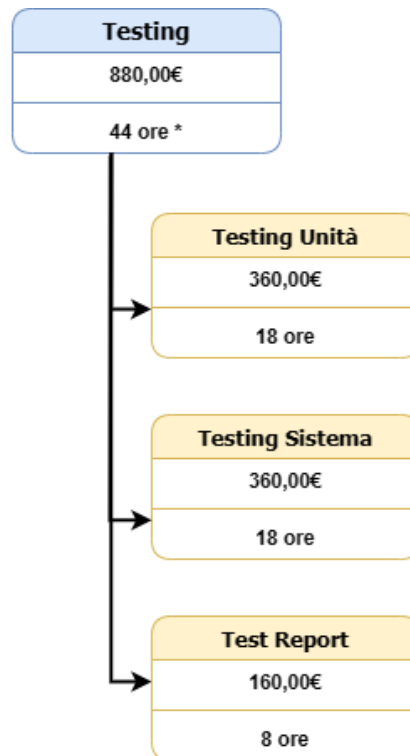 Testing
880,00€
44 ore *
Testing Unità
360,00€
18 ore
Testing Sistema
360,00€
18 ore
Test Report
160,00€
8 ore